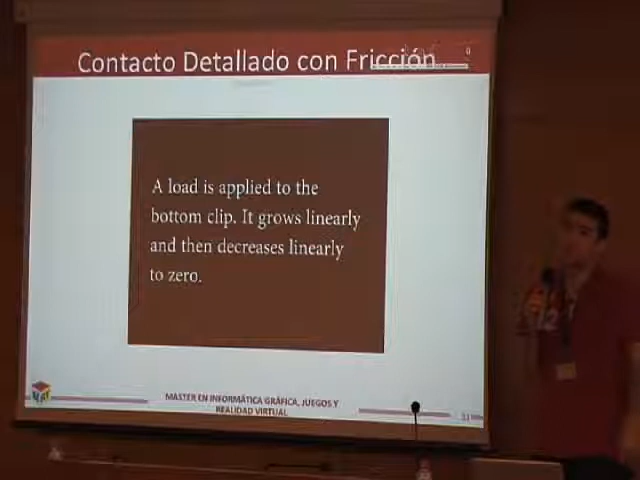 Contacto Detallado con Fricción
A load is applied to the
bottom clip. It grows linearly
and then decreases linearly
to zero.
MASTER EN INFORMÁTICA GRÁFICA, JUEGOS Y
REALIDAD VIRTUAL